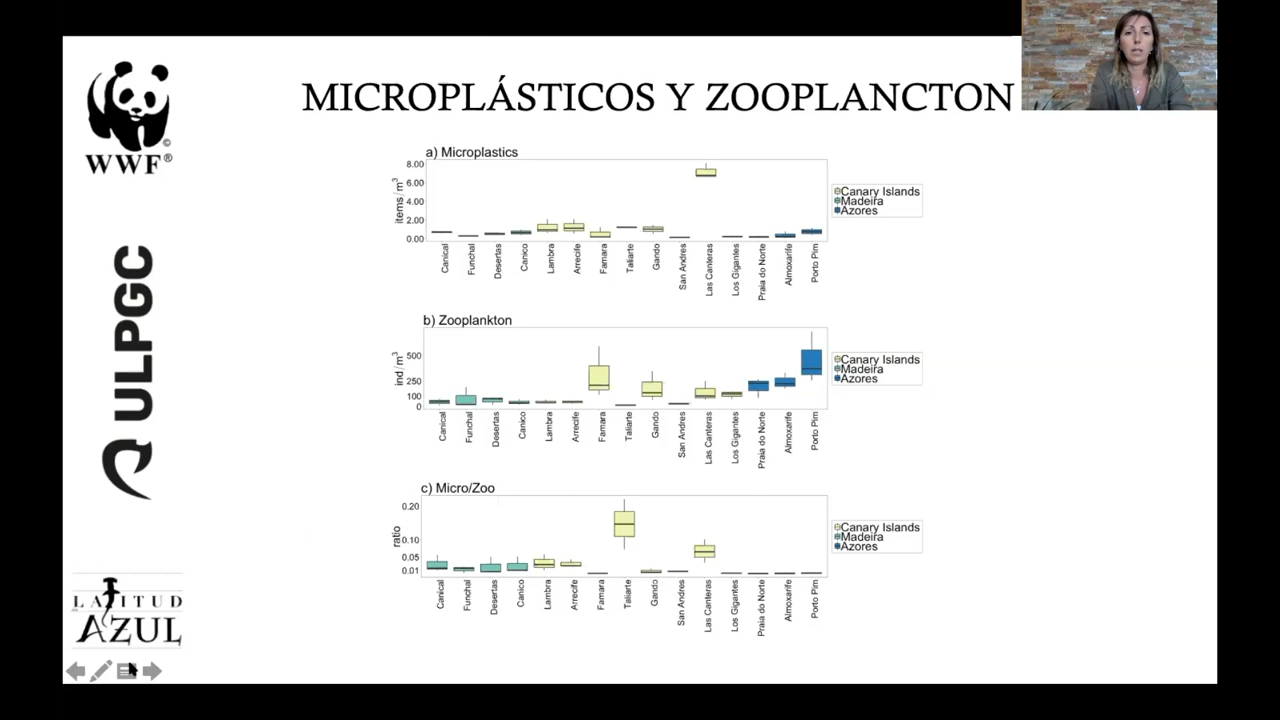 MICROPLÁSTICOS Y ZOOPLANCTON
WWF®
©
ULPGC
LATITUD
AZUL
a) Microplastics
items/m³
8.00
6.00
4.00
2.00
0.00
Canical
Funchal
Desertas
Canico
Lambra
Arrecife
Famara
Taliarte
Gando
San Andres
Las Canteras
Los Gigantes
Praia do Norte
Almoxarife
Porto Pim
Canary Islands
Madeira
Azores
b) Zooplankton
ind/m³
500
250
100
0
Canical
Funchal
Desertas
Canico
Lambra
Arrecife
Famara
Taliarte
Gando
San Andres
Las Canteras
Los Gigantes
Praia do Norte
Almoxarife
Porto Pim
Canary Islands
Madeira
Azores
c) Micro/Zoo
ratio
0.20
0.10
0.05
0.01
Canical
Funchal
Desertas
Canico
Lambra
Arrecife
Famara
Taliarte
Gando
San Andres
Las Canteras
Los Gigantes
Praia do Norte
Almoxarife
Porto Pim
Canary Islands
Madeira
Azores